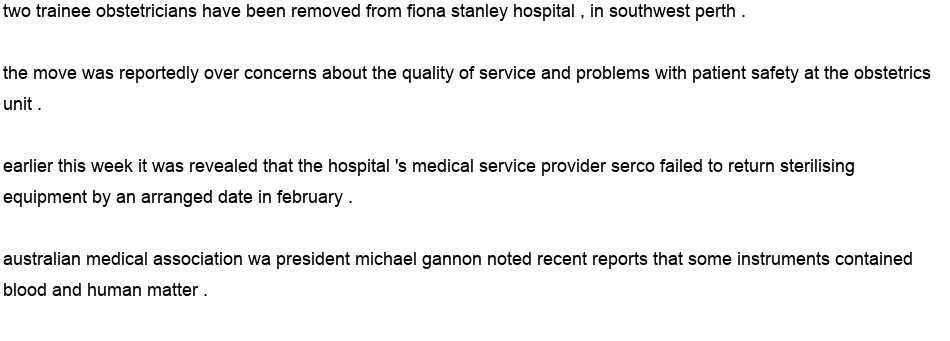 two trainee obstetricians have been removed from fiona stanley hospital , in southwest perth .
the move was reportedly over concerns about the quality of service and problems with patient safety at the obstetrics
unit .
earlier this week it was revealed that the hospital 's medical service provider serco failed to return sterilising
equipment by an arranged date in february .
australian medical association wa president michael gannon noted recent reports that some instruments contained
blood and human matter .